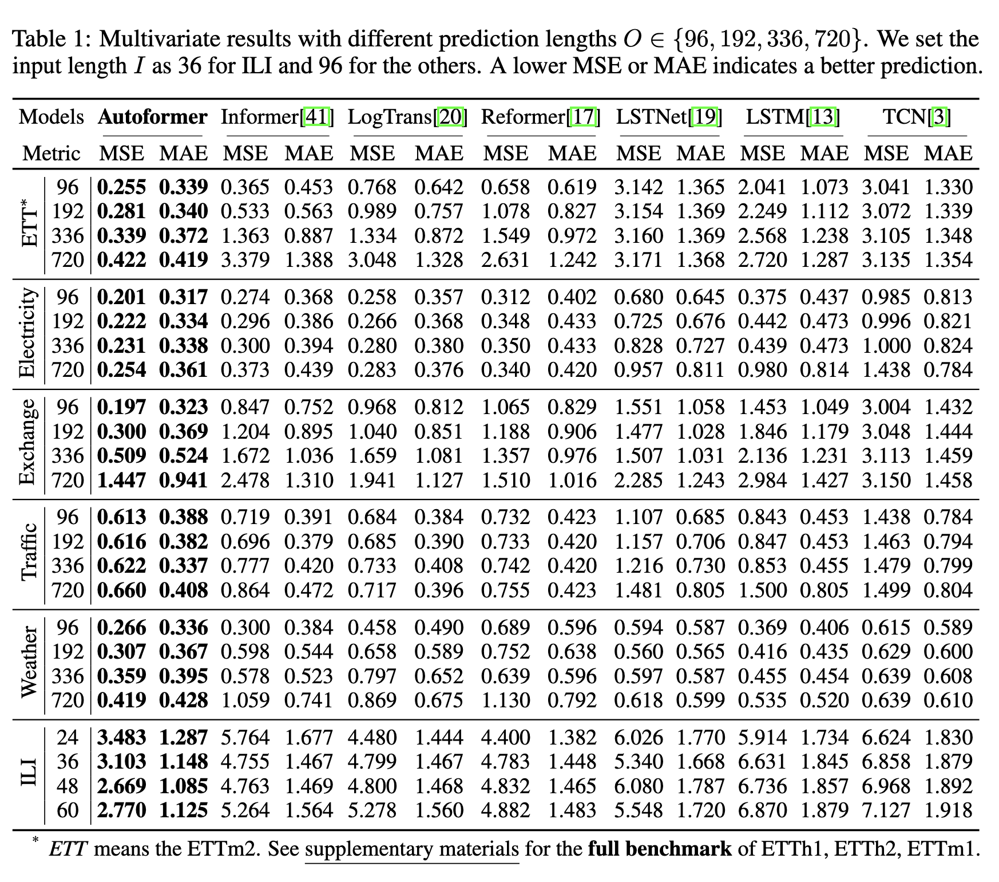 Table 1: Multivariate results with different prediction lengths O ∈ {96, 192, 336, 720}. We set the
input length I as 36 for ILI and 96 for the others. A lower MSE or MAE indicates a better prediction.
Models Autoformer Informer[41] LogTrans[20] Reformer[17] LSTNet[19] LSTM[13] TCN[3]
Metric MSE MAE MSE MAE MSE MAE MSE MAE MSE MAE MSE MAE MSE MAE
ETT*
96 0.255 0.339 0.365 0.453 0.768 0.642 0.658 0.619 3.142 1.365 2.041 1.073 3.041 1.330
192 0.281 0.340 0.533 0.563 0.989 0.757 1.078 0.827 3.154 1.369 2.249 1.112 3.072 1.339
336 0.339 0.372 1.363 0.887 1.334 0.872 1.549 0.972 3.160 1.369 2.568 1.238 3.105 1.348
720 0.422 0.419 3.379 1.388 3.048 1.328 2.631 1.242 3.171 1.368 2.720 1.287 3.135 1.354
Electricity
96 0.201 0.317 0.274 0.368 0.258 0.357 0.312 0.402 0.680 0.645 0.375 0.437 0.985 0.813
192 0.222 0.334 0.296 0.386 0.266 0.368 0.348 0.433 0.725 0.676 0.442 0.473 0.996 0.821
336 0.231 0.338 0.300 0.394 0.280 0.380 0.350 0.433 0.828 0.727 0.439 0.473 1.000 0.824
720 0.254 0.361 0.373 0.439 0.283 0.376 0.340 0.420 0.957 0.811 0.980 0.814 1.438 0.784
Exchange
96 0.197 0.323 0.847 0.752 0.968 0.812 1.065 0.829 1.551 1.058 1.453 1.049 3.004 1.432
192 0.300 0.369 1.204 0.895 1.040 0.851 1.188 0.906 1.477 1.028 1.846 1.179 3.048 1.444
336 0.509 0.524 1.672 1.036 1.659 1.081 1.357 0.976 1.507 1.031 2.136 1.231 3.113 1.459
720 1.447 0.941 2.478 1.310 1.941 1.127 1.510 1.016 2.285 1.243 2.984 1.427 3.150 1.458
Traffic
96 0.613 0.388 0.719 0.391 0.684 0.384 0.732 0.423 1.107 0.685 0.843 0.453 1.438 0.784
192 0.616 0.382 0.696 0.379 0.685 0.390 0.733 0.420 1.157 0.706 0.847 0.453 1.463 0.794
336 0.622 0.337 0.777 0.420 0.733 0.408 0.742 0.420 1.216 0.730 0.853 0.455 1.479 0.799
720 0.660 0.408 0.864 0.472 0.717 0.396 0.755 0.423 1.481 0.805 1.500 0.805 1.499 0.804
Weather
96 0.266 0.336 0.300 0.384 0.458 0.490 0.689 0.596 0.594 0.587 0.369 0.406 0.615 0.589
192 0.307 0.367 0.598 0.544 0.658 0.589 0.752 0.638 0.560 0.565 0.416 0.435 0.629 0.600
336 0.359 0.395 0.578 0.523 0.797 0.652 0.639 0.596 0.597 0.587 0.455 0.454 0.639 0.608
720 0.419 0.428 1.059 0.741 0.869 0.675 1.130 0.792 0.618 0.599 0.535 0.520 0.639 0.610
ILI
24 3.483 1.287 5.764 1.677 4.480 1.444 4.400 1.382 6.026 1.770 5.914 1.734 6.624 1.830
36 3.103 1.148 4.755 1.467 4.799 1.467 4.783 1.448 5.340 1.668 6.631 1.845 6.858 1.879
48 2.669 1.085 4.763 1.469 4.800 1.468 4.832 1.465 6.080 1.787 6.736 1.857 6.968 1.892
60 2.770 1.125 5.264 1.564 5.278 1.560 4.882 1.483 5.548 1.720 6.870 1.879 7.127 1.918
* ETT means the ETTm2. See supplementary materials for the full benchmark of ETTh1, ETTh2, ETTm1.